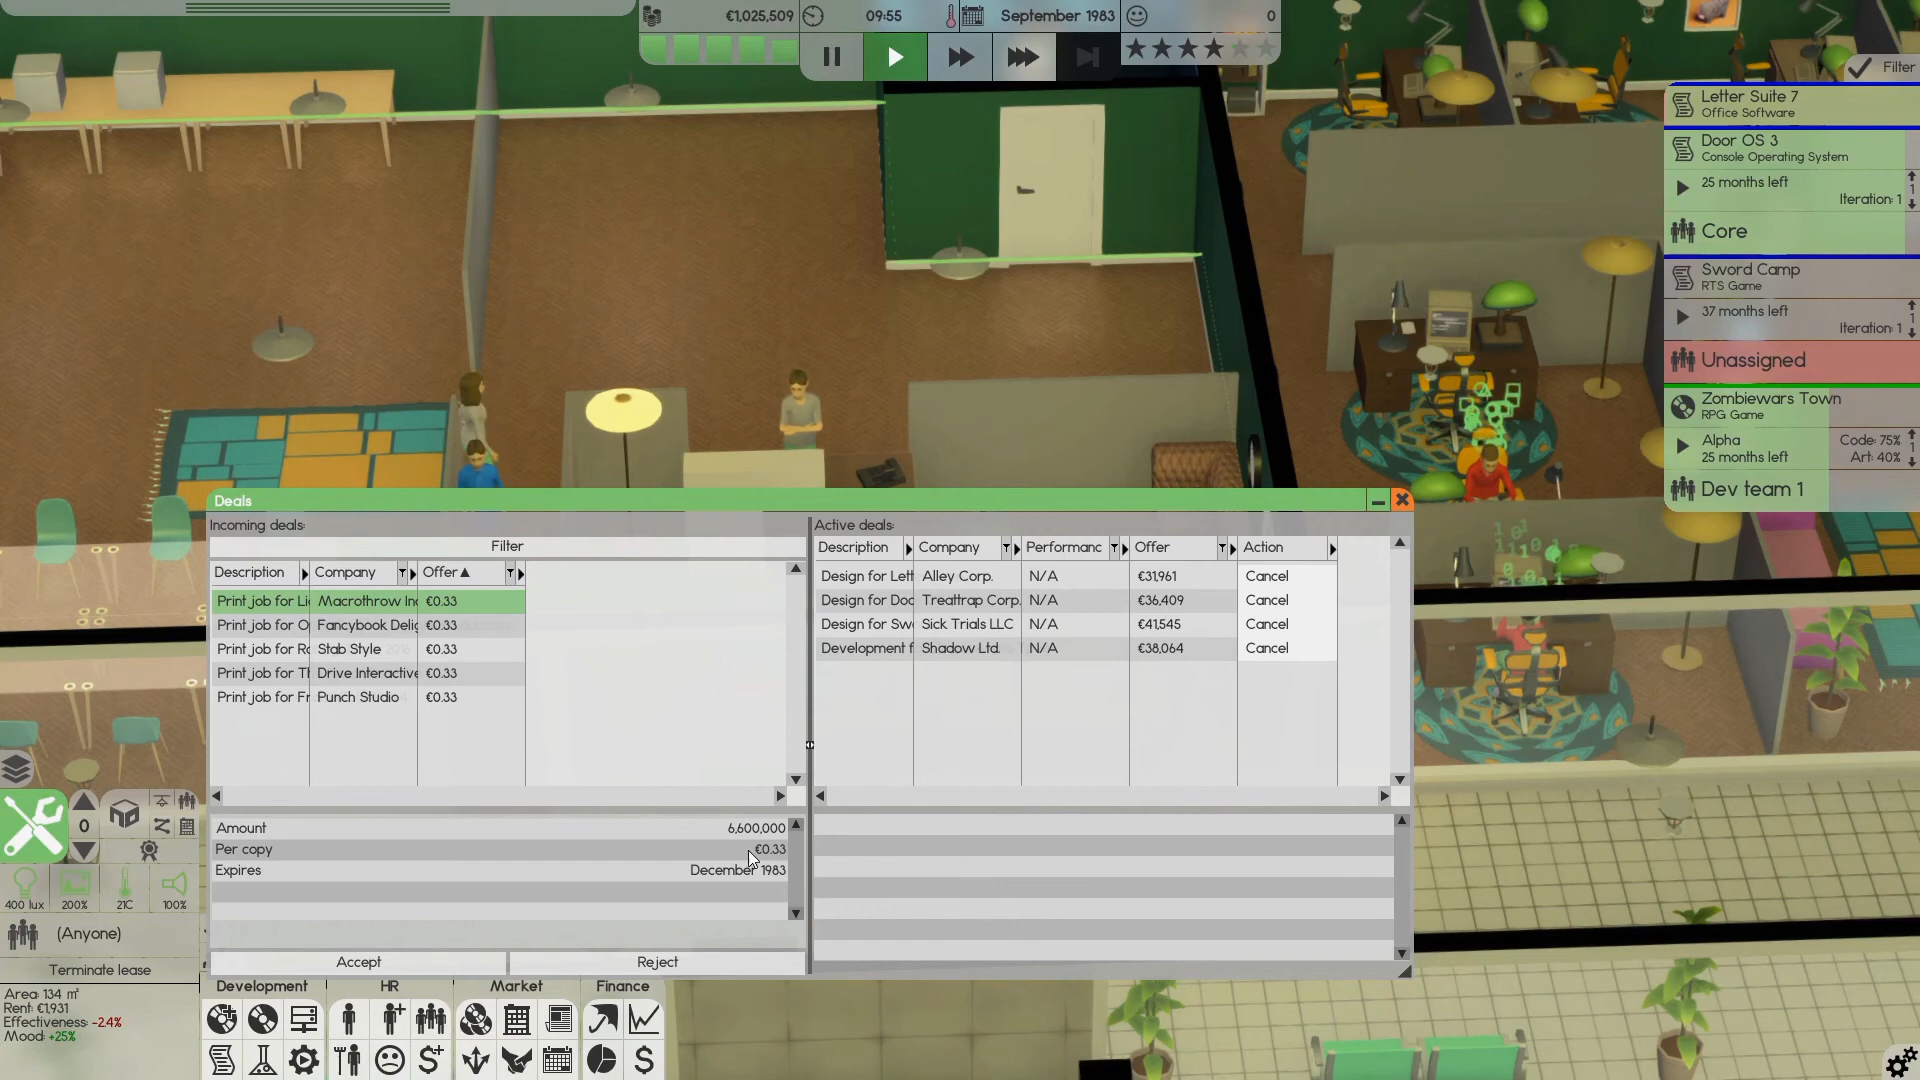 €1,025,509
09:55
September 1983
0
Filter
Letter Suite 7
Office Software
Door OS 3
Console Operating System
25 months left
1
Iteration: 1
Core
Sword Camp
RTS Game
37 months left
1
Iteration: 1
Unassigned
Zombiewars Town
RPG Game
Alpha
Code: 75%
1
25 months left
Art: 40%
Dev team 1
Deals
Incoming deals:
Filter
Description
Company
Offer
Print job for Li
Macrothrow Inc
€0.33
Print job for O
Fancybook Delig
€0.33
Print job for Ro
Stab Style
€0.33
Print job for Th
Drive Interactive
€0.33
Print job for Fr
Punch Studio
€0.33
Amount
6,600,000
Per copy
€0.33
Expires
December 1983
Accept
Reject
Active deals:
Description
Company
Performanc
Offer
Action
Design for Lett
Alley Corp.
N/A
€31,961
Cancel
Design for Doo
Treattrap Corp.
N/A
€36,409
Cancel
Design for Swo
Sick Trials LLC
N/A
€41,545
Cancel
Development f
Shadow Ltd.
N/A
€38,064
Cancel
0
400 lux
200%
21C
100%
(Anyone)
Terminate lease
Area: 134 m²
Rent: €1,931
Effectiveness: -2.4%
Mood: +25%
Development
HR
Market
Finance